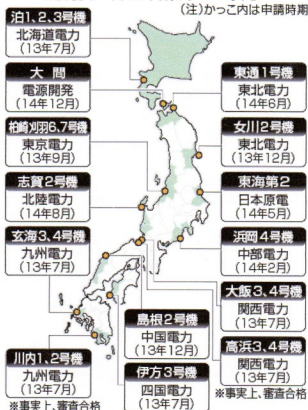 (注)かっこ内は申請時期
泊1、2、3号機
北海道電力
(13年7月)
大間
電源開発
(14年12月)
柏崎刈羽6、7号機
東京電力
(13年9月)
志賀2号機
北陸電力
(14年8月)
玄海3、4号機
九州電力
(13年7月)
川内1、2号機
九州電力
(13年7月)
※事実上、審査合格
東通1号機
東北電力
(14年6月)
女川2号機
東北電力
(13年12月)
東海第2
日本原電
(14年5月)
浜岡4号機
中部電力
(14年2月)
大飯3、4号機
関西電力
(13年7月)
高浜3、4号機
関西電力
(13年7月)
※事実上、審査合格
島根2号機
中国電力
(13年12月)
伊方3号機
四国電力
(13年7月)